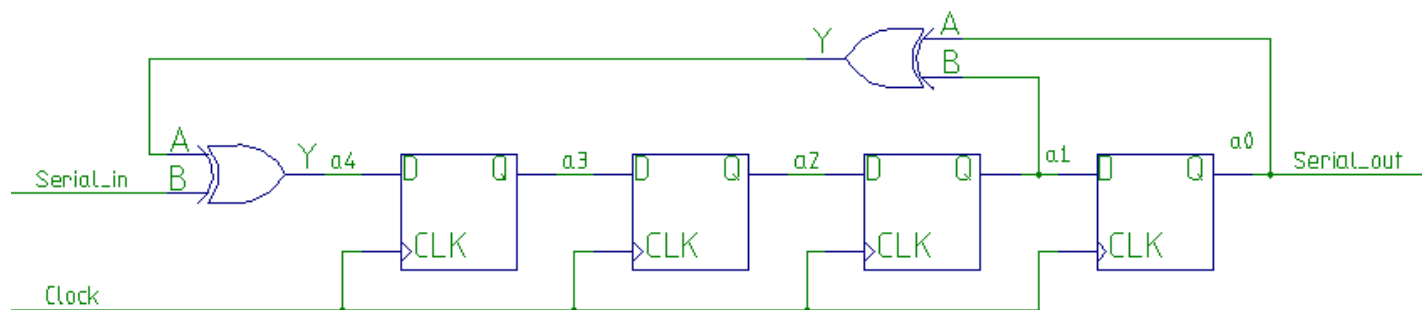 Y A
B
A Y a4 D Q a3 D Q a2 D Q a1 D Q a0 Serial_out
Serial_in B
CLK CLK CLK CLK
Clock